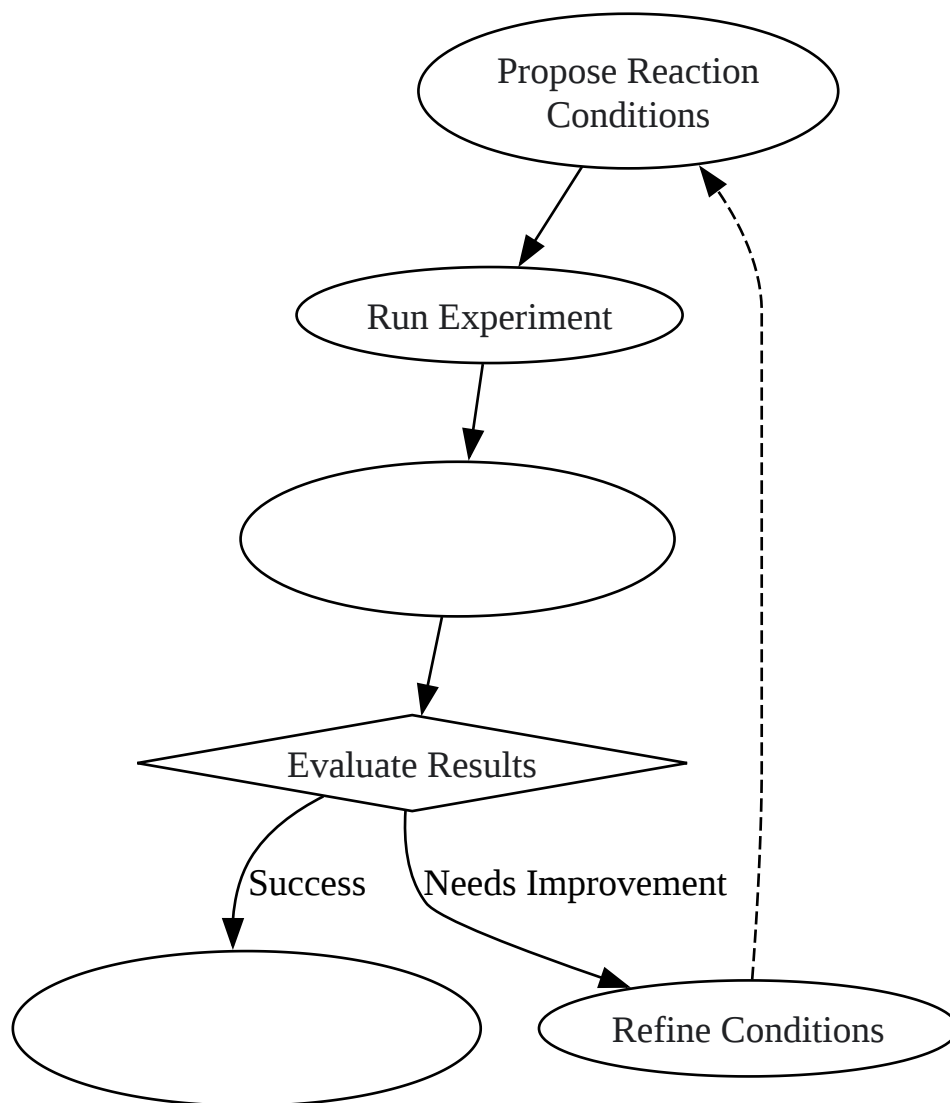 Propose Reaction
Conditions
Run Experiment
Evaluate Results
Success
Needs Improvement
Refine Conditions